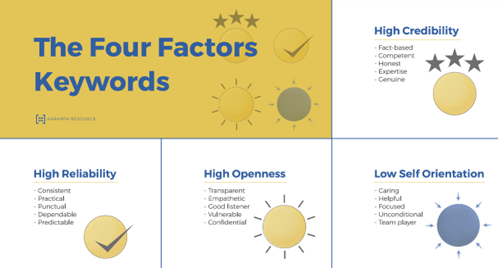 The Four Factors
Keywords
HARAPPA RESOURCE
High Credibility
- Fact-based
- Competent
- Honest
- Expertise
- Genuine
High Reliability
- Consistent
- Practical
- Punctual
- Dependable
- Predictable
High Openness
- Transparent
- Empathetic
- Good listener
- Vulnerable
- Confidential
Low Self Orientation
- Caring
- Helpful
- Focused
- Unconditional
- Team player